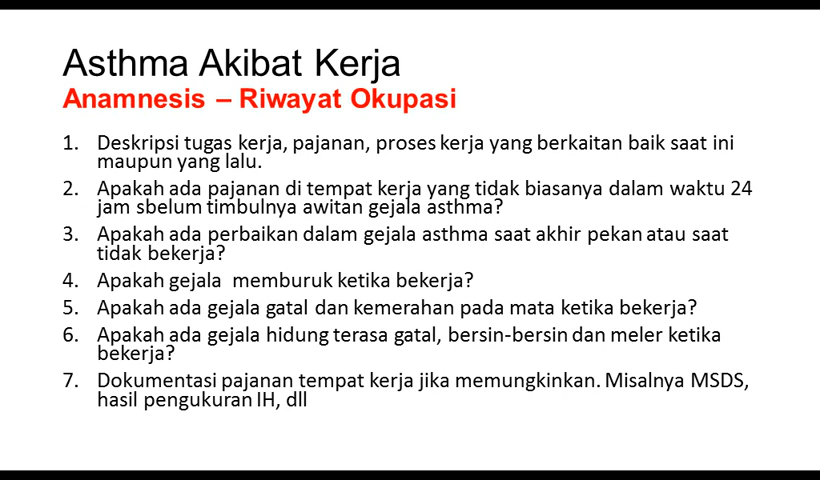 Asthma Akibat Kerja
Anamnesis – Riwayat Okupasi
1. Deskripsi tugas kerja, pajanan, proses kerja yang berkaitan baik saat ini
maupun yang lalu.
2. Apakah ada pajanan di tempat kerja yang tidak biasanya dalam waktu 24
jam sbelum timbulnya awitan gejala asthma?
3. Apakah ada perbaikan dalam gejala asthma saat akhir pekan atau saat
tidak bekerja?
4. Apakah gejala memburuk ketika bekerja?
5. Apakah ada gejala gatal dan kemerahan pada mata ketika bekerja?
6. Apakah ada gejala hidung terasa gatal, bersin-bersin dan meler ketika
bekerja?
7. Dokumentasi pajanan tempat kerja jika memungkinkan. Misalnya MSDS,
hasil pengukuran IH, dll